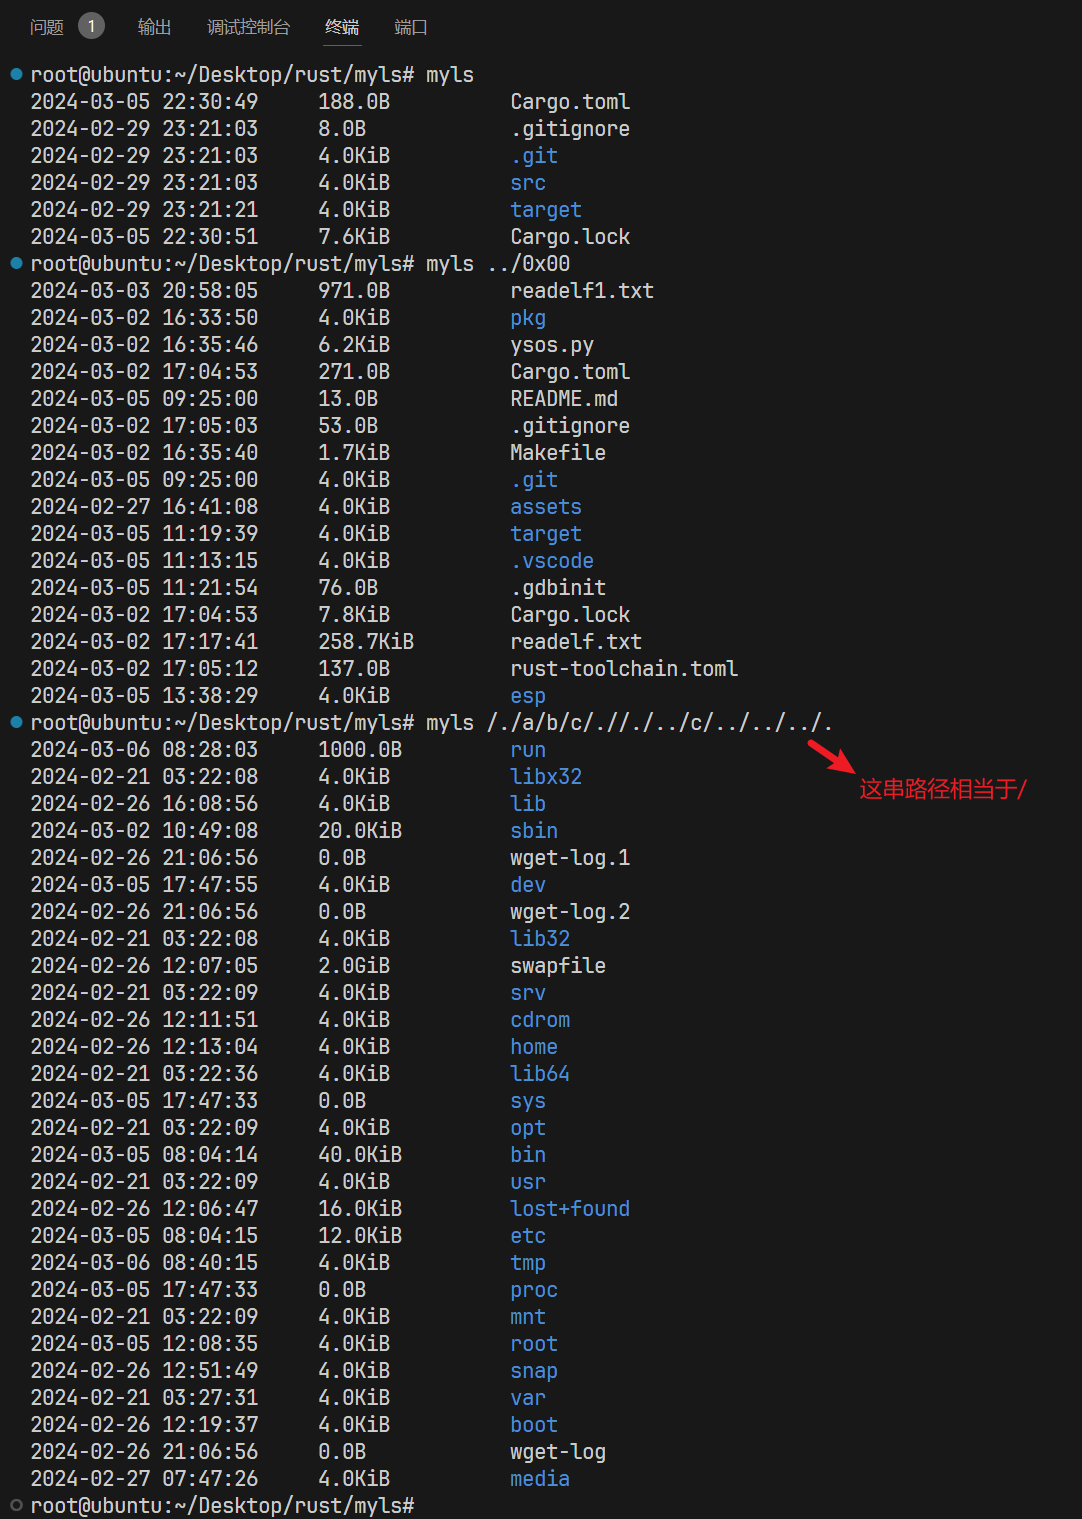 问题 1 输出 调试控制台 终端 端口
root@ubuntu:~/Desktop/rust/myls# myls
2024-03-05 22:30:49 188.0B Cargo.toml
2024-02-29 23:21:03 8.0B .gitignore
2024-02-29 23:21:03 4.0KiB .git
2024-02-29 23:21:03 4.0KiB src
2024-02-29 23:21:21 4.0KiB target
2024-03-05 22:30:51 7.6KiB Cargo.lock
root@ubuntu:~/Desktop/rust/myls# myls ../0x00
2024-03-03 20:58:05 971.0B readelf1.txt
2024-03-02 16:33:50 4.0KiB pkg
2024-03-02 16:35:46 6.2KiB ysos.py
2024-03-02 17:04:53 271.0B Cargo.toml
2024-03-05 09:25:00 13.0B README.md
2024-03-02 17:05:03 53.0B .gitignore
2024-03-02 16:35:40 1.7KiB Makefile
2024-03-05 09:25:00 4.0KiB .git
2024-02-27 16:41:08 4.0KiB assets
2024-03-05 11:19:39 4.0KiB target
2024-03-05 11:13:15 4.0KiB .vscode
2024-03-05 11:21:54 76.0B .gdbinit
2024-03-02 17:04:53 7.8KiB Cargo.lock
2024-03-02 17:17:41 258.7KiB readelf.txt
2024-03-02 17:05:12 137.0B rust-toolchain.toml
2024-03-05 13:38:29 4.0KiB esp
root@ubuntu:~/Desktop/rust/myls# myls /./a/b/c/.//./../c/../../../.
2024-03-06 08:28:03 1000.0B run
2024-02-21 03:22:08 4.0KiB libx32
这串路径相当于/
2024-02-26 16:08:56 4.0KiB lib
2024-03-02 10:49:08 20.0KiB sbin
2024-02-26 21:06:56 0.0B wget-log.1
2024-03-05 17:47:55 4.0KiB dev
2024-02-26 21:06:56 0.0B wget-log.2
2024-02-21 03:22:08 4.0KiB lib32
2024-02-26 12:07:05 2.0GiB swapfile
2024-02-21 03:22:09 4.0KiB srv
2024-02-26 12:11:51 4.0KiB cdrom
2024-02-26 12:13:04 4.0KiB home
2024-02-21 03:22:36 4.0KiB lib64
2024-03-05 17:47:33 0.0B sys
2024-02-21 03:22:09 4.0KiB opt
2024-03-05 08:04:14 40.0KiB bin
2024-02-21 03:22:09 4.0KiB usr
2024-02-26 12:06:47 16.0KiB lost+found
2024-03-05 08:04:15 12.0KiB etc
2024-03-06 08:40:15 4.0KiB tmp
2024-03-05 17:47:33 0.0B proc
2024-02-21 03:22:09 4.0KiB mnt
2024-03-05 12:08:35 4.0KiB root
2024-02-26 12:51:49 4.0KiB snap
2024-02-21 03:27:31 4.0KiB var
2024-02-26 12:19:37 4.0KiB boot
2024-02-26 21:06:56 0.0B wget-log
2024-02-27 07:47:26 4.0KiB media
root@ubuntu:~/Desktop/rust/myls#